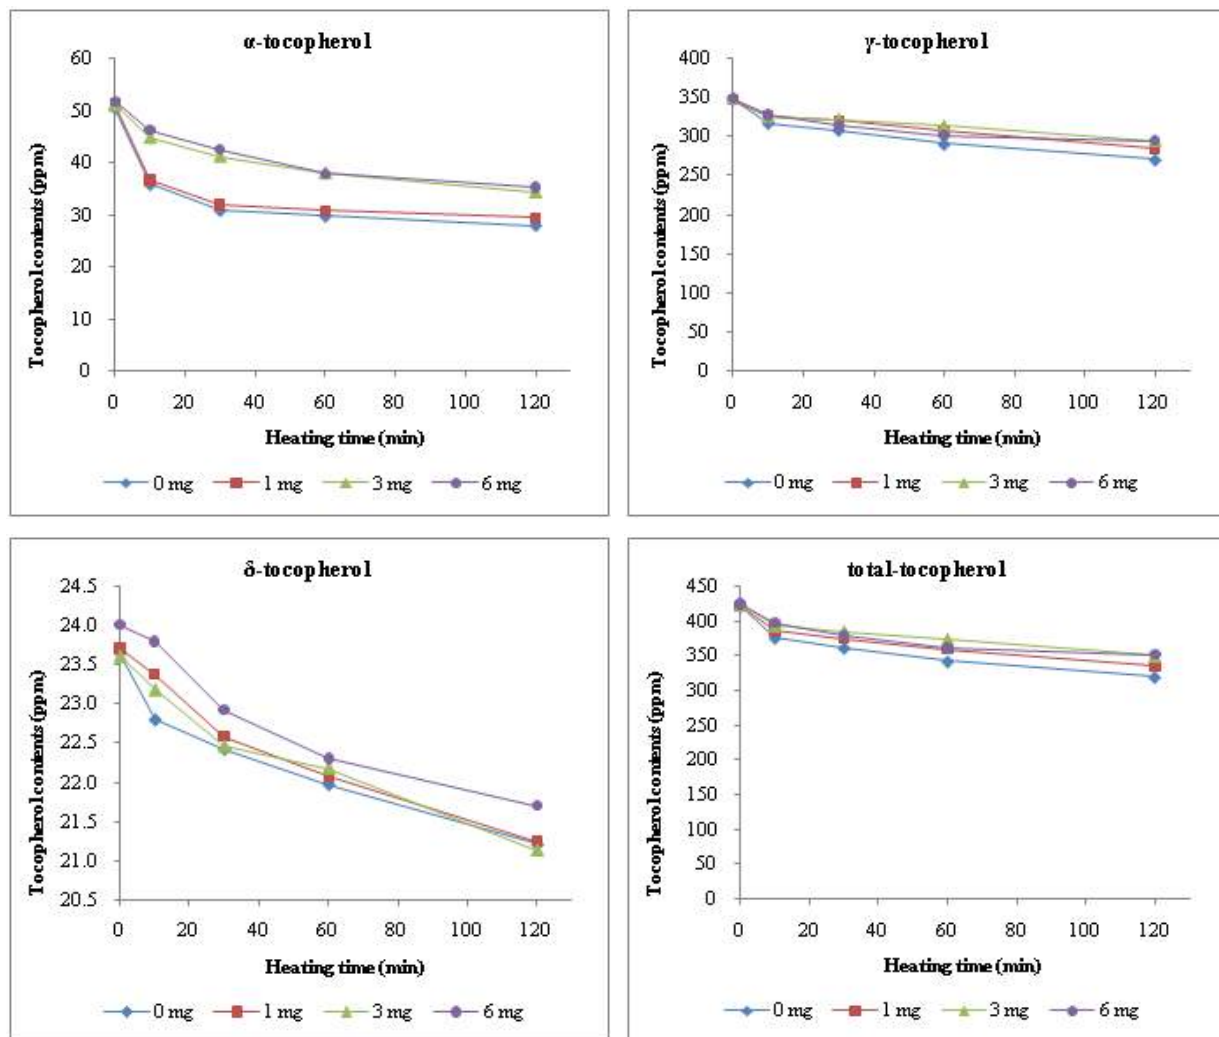 α-tocopherol
60
50
40
30
20
10
0
Tocopherol contents (ppm)
0 20 40 60 80 100 120
Heating time (min)
0 mg 1 mg 3 mg 6 mg
γ-tocopherol
400
350
300
250
200
150
100
50
0
Tocopherol contents (ppm)
0 20 40 60 80 100 120
Heating time (min)
0 mg 1 mg 3 mg 6 mg
δ-tocopherol
24.5
24.0
23.5
23.0
22.5
22.0
21.5
21.0
20.5
Tocopherol contents (ppm)
0 20 40 60 80 100 120
Heating time (min)
0 mg 1 mg 3 mg 6 mg
total-tocopherol
450
400
350
300
250
200
150
100
50
0
Tocopherol contents (ppm)
0 20 40 60 80 100 120
Heating time (min)
0 mg 1 mg 3 mg 6 mg